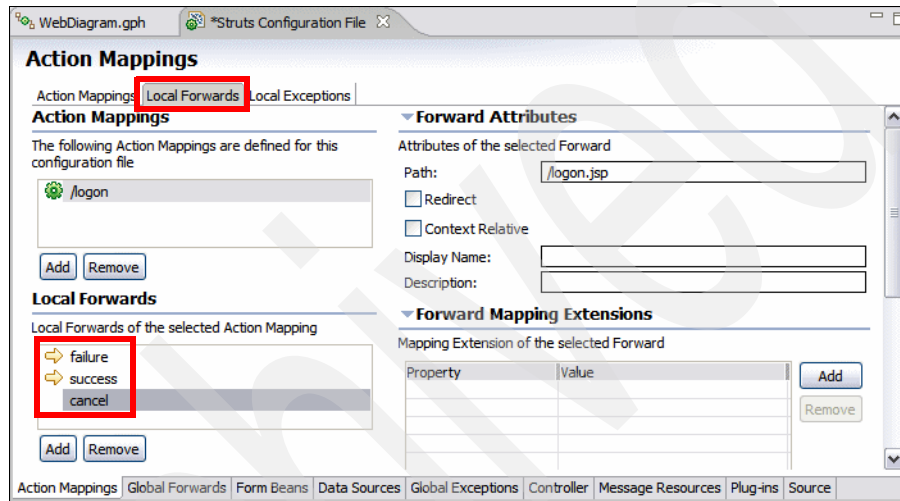 WebDiagram.gph
*Struts Configuration File
Action Mappings
Action Mappings Local Forwards Local Exceptions
Action Mappings
The following Action Mappings are defined for this
configuration file
/logon
Add Remove
Local Forwards
Local Forwards of the selected Action Mapping
failure
success
cancel
Add Remove
Forward Attributes
Attributes of the selected Forward
Path: /logon.jsp
Redirect
Context Relative
Display Name:
Description:
Forward Mapping Extensions
Mapping Extension of the selected Forward
Property Value
Add
Remove
Action Mappings Global Forwards Form Beans Data Sources Global Exceptions Controller Message Resources Plug-ins Source